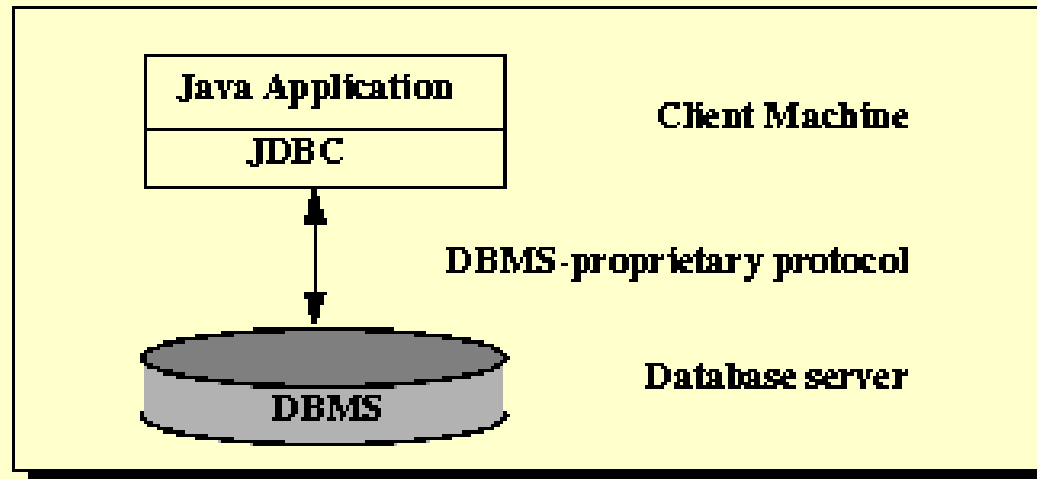 Java Application
Client Machine
JDBC
DBMS-proprietary protocol
Database server
DBMS